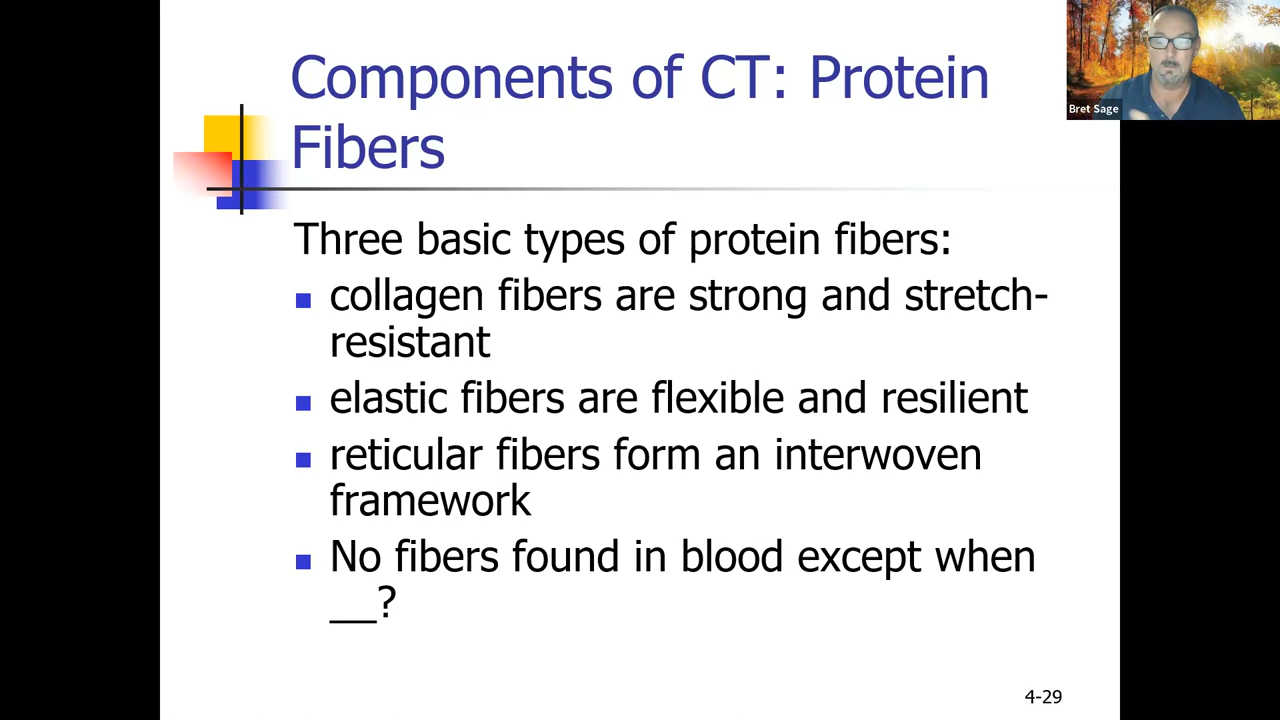 Components of CT: Protein
Fibers
Bret Sage
Three basic types of protein fibers:
collagen fibers are strong and stretch-
resistant
elastic fibers are flexible and resilient
reticular fibers form an interwoven
framework
No fibers found in blood except when
__?
4-29